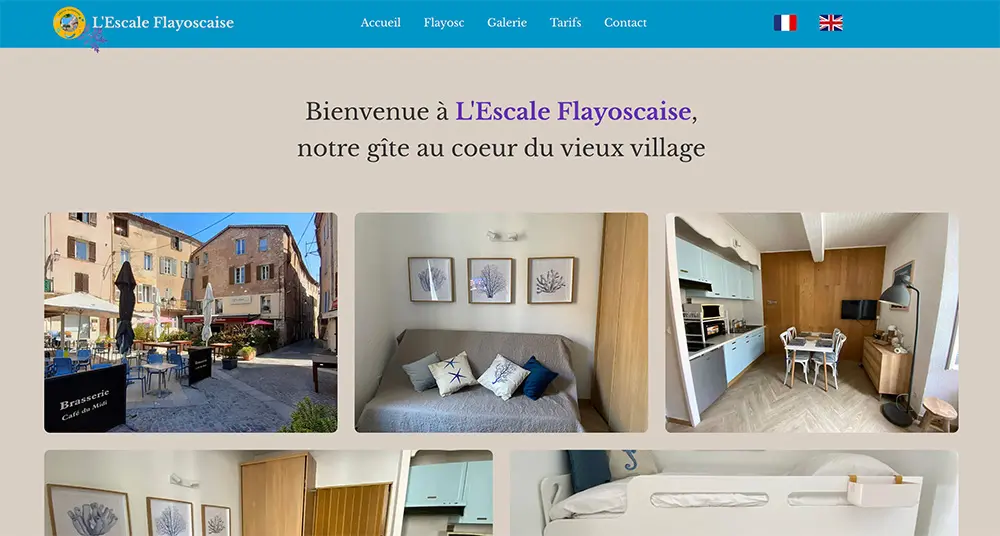 L'Escale Flayoscaise
Accueil Flayosc Galerie Tarifs Contact
Bienvenue à L'Escale Flayoscaise,
notre gîte au coeur du vieux village
Brasserie
Café du Midi